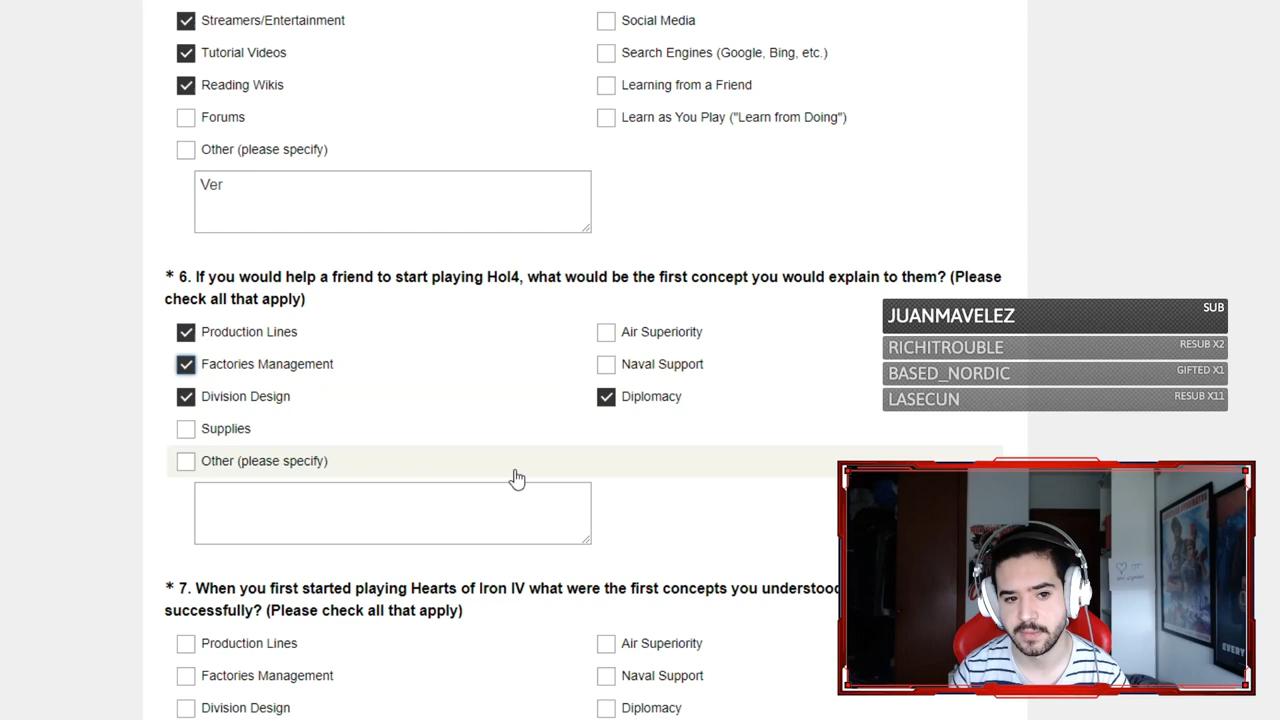 Streamers/Entertainment
Social Media
Tutorial Videos
Search Engines (Google, Bing, etc.)
Reading Wikis
Learning from a Friend
Forums
Learn as You Play ("Learn from Doing")
Other (please specify)
Ver
* 6. If you would help a friend to start playing HoI4, what would be the first concept you would explain to them? (Please
check all that apply)
Production Lines
Air Superiority
Factories Management
Naval Support
Division Design
Diplomacy
Supplies
Other (please specify)
* 7. When you first started playing Hearts of Iron IV what were the first concepts you understood
successfully? (Please check all that apply)
Production Lines
Air Superiority
Factories Management
Naval Support
Division Design
Diplomacy
JUANMAVELEZ SUB
RICHITROUBLE RESUB X2
BASED_NORDIC GIFTED X1
LASECUN RESUB X11
EVERY